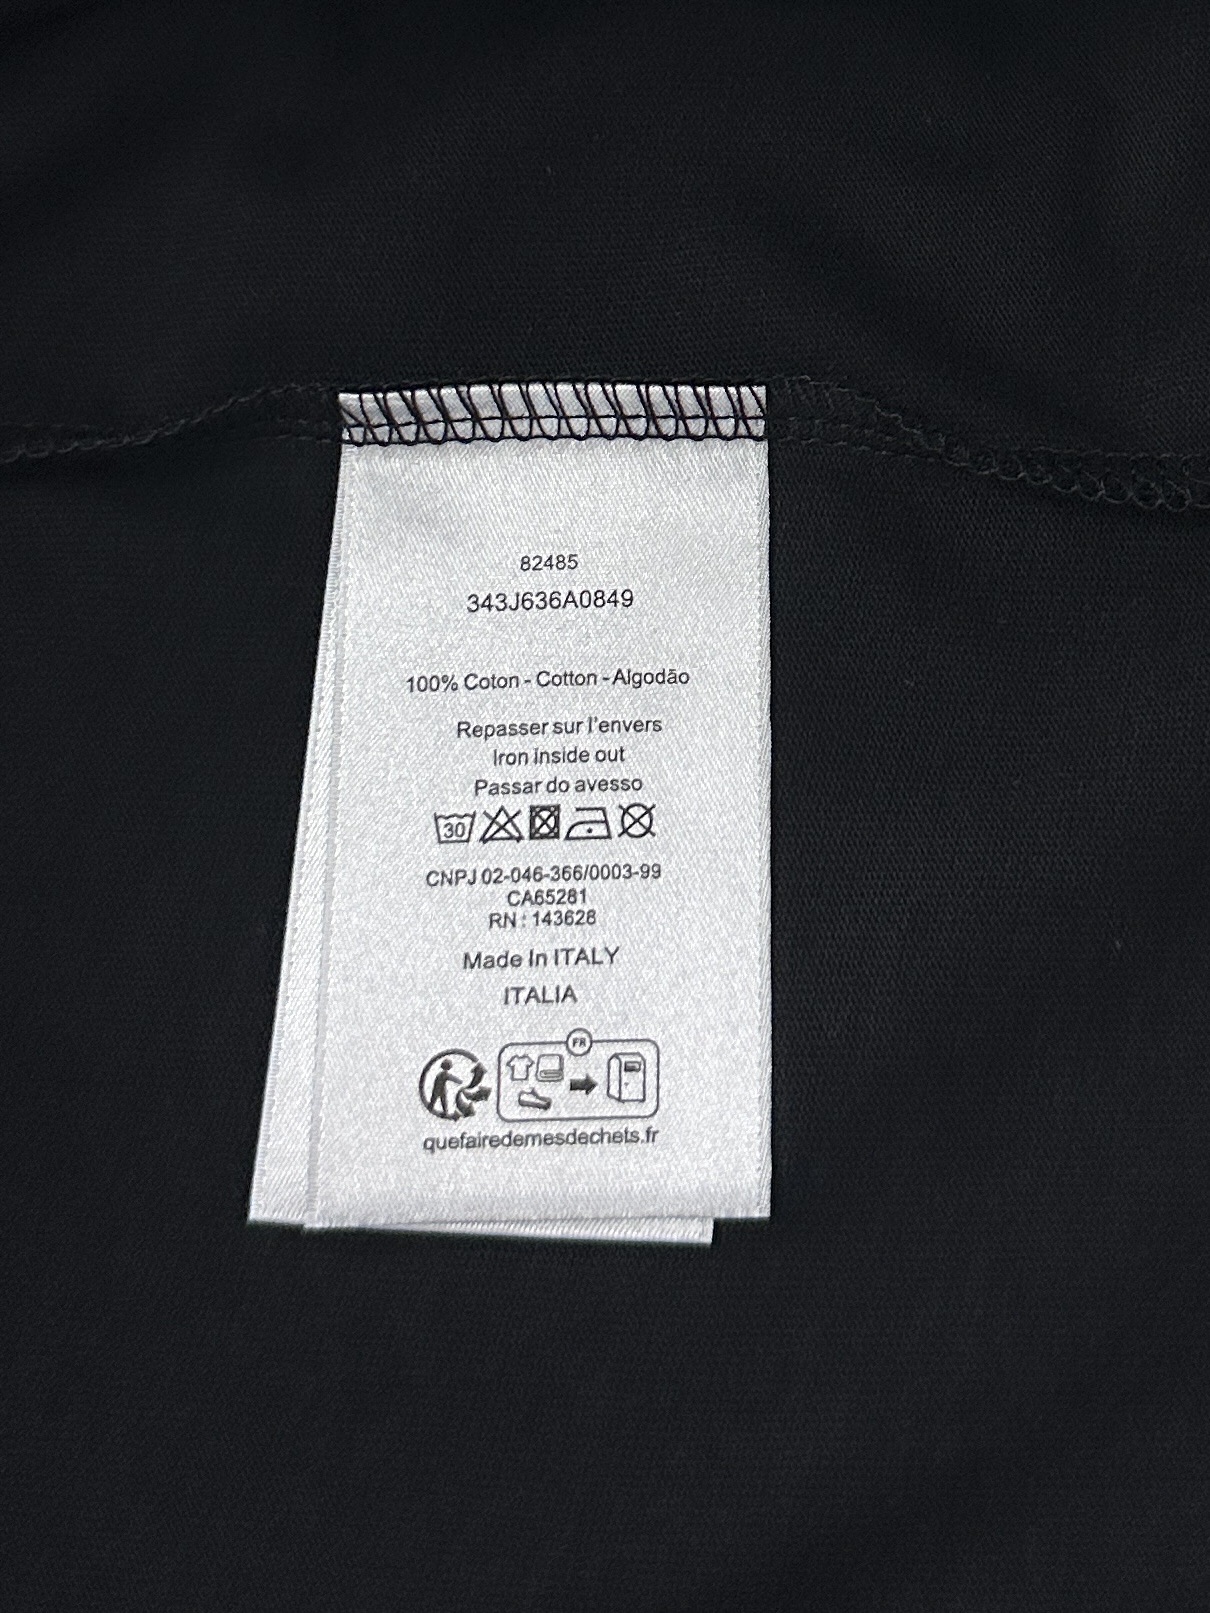 82485
343J636A0849
100% Coton - Cotton - Algodão
Repasser sur l'envers
Iron inside out
Passar do avesso
30
CNPJ 02-046-366/0003-99
CA65281
RN : 143628
Made In ITALY
ITALIA
FR
quefairedemesdechets.fr